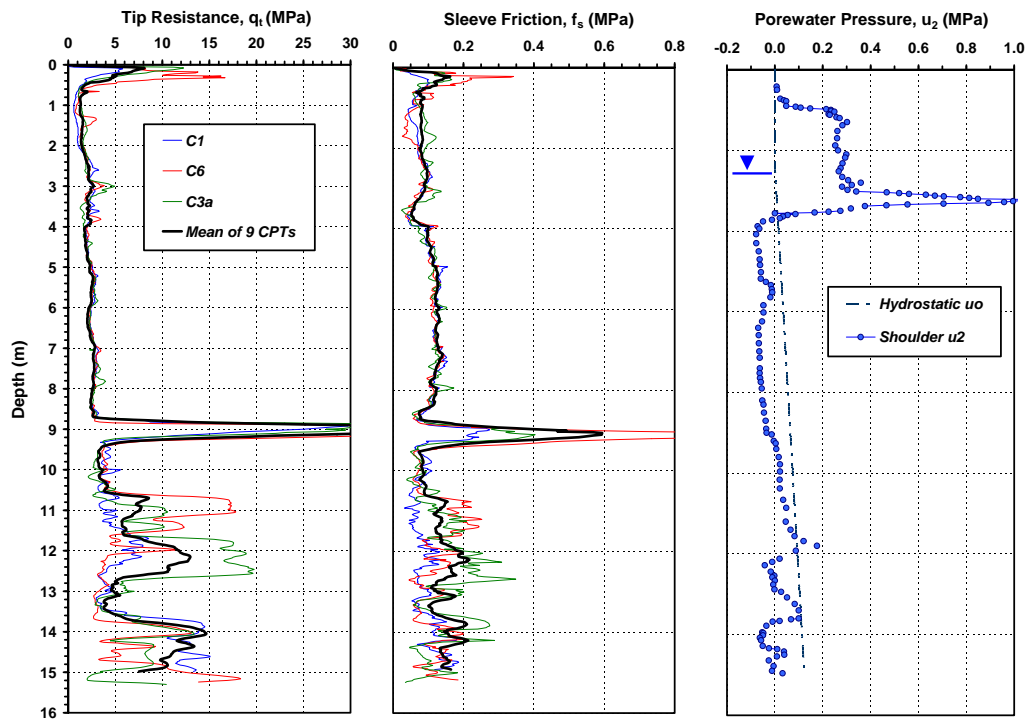 Tip Resistance, qt (MPa)
0 5 10 15 20 25 30
Sleeve Friction, fs (MPa)
0 0.2 0.4 0.6 0.8
Porewater Pressure, u2 (MPa)
-0.2 0.0 0.2 0.4 0.6 0.8 1.0
Depth (m)
0
1
2
3
4
5
6
7
8
9
10
11
12
13
14
15
16
C1
C6
C3a
Mean of 9 CPTs
Hydrostatic uo
Shoulder u2